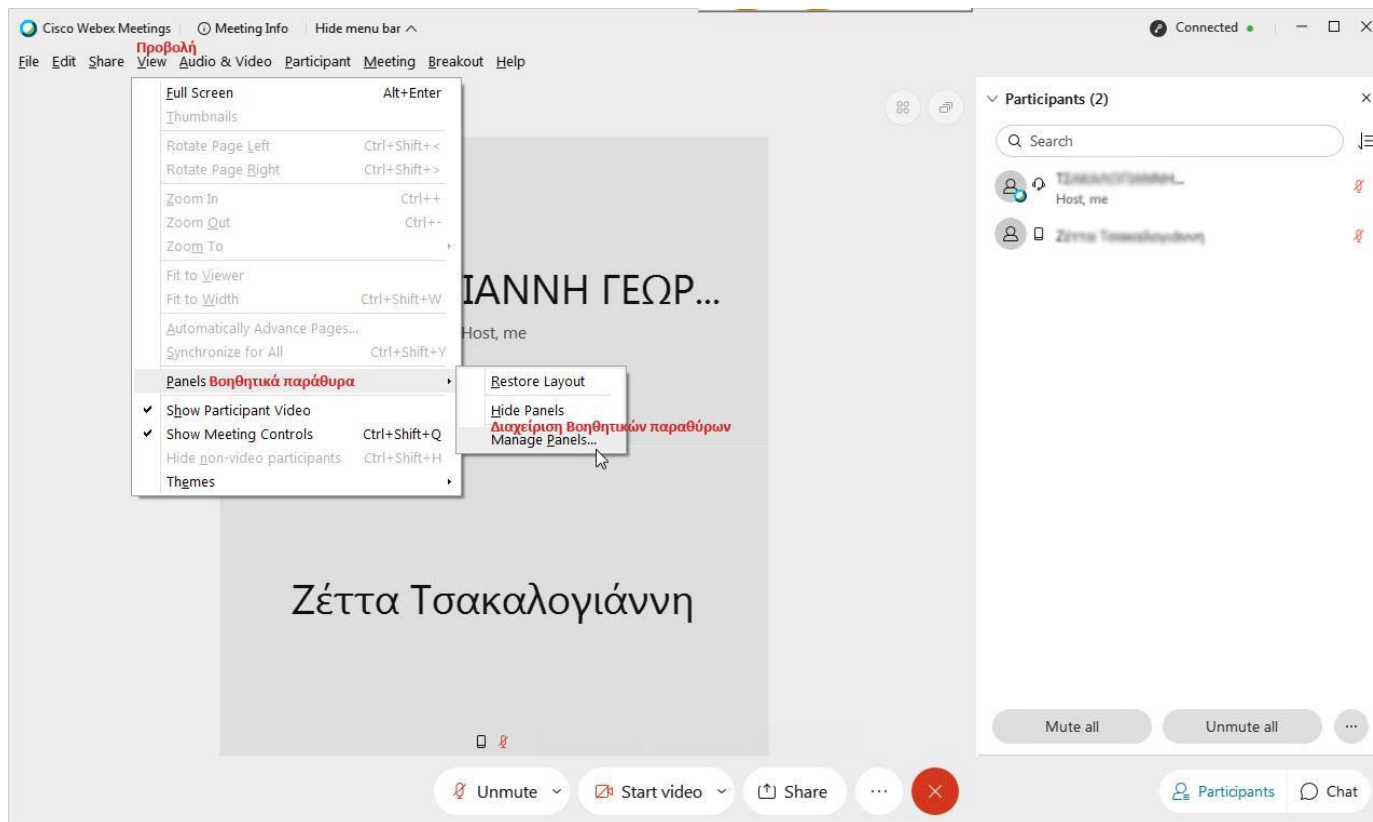 Cisco Webex Meetings Meeting Info Hide menu bar
Connected
Προβολή
File Edit Share View Audio & Video Participant Meeting Breakout Help
Full Screen Alt+Enter
Thumbnails
Rotate Page Left Ctrl+Shift+<
Rotate Page Right Ctrl+Shift+>
Zoom In Ctrl++
Zoom Out Ctrl+-
Zoom To
Fit to Viewer
Fit to Width Ctrl+Shift+W
Automatically Advance Pages...
Synchronize for All Ctrl+Shift+Y
Panels Βοηθητικά παράθυρα
Show Participant Video
Show Meeting Controls Ctrl+Shift+Q
Hide non-video participants Ctrl+Shift+H
Themes
Restore Layout
Hide Panels
Διαχείριση Βοηθητικών παραθύρων
Manage Panels...
ΙΑΝΝΗ ΓΕΩΡ...
Host, me
Ζέττα Τσακαλογιάννη
Participants (2)
Search
Host, me
Mute all Unmute all ...
Unmute Start video Share ...
Participants Chat